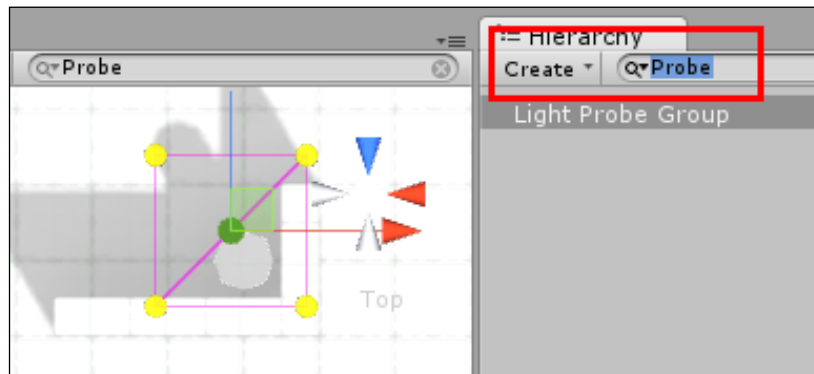 Probe
Top
Hierarchy
Create
Probe
Light Probe Group